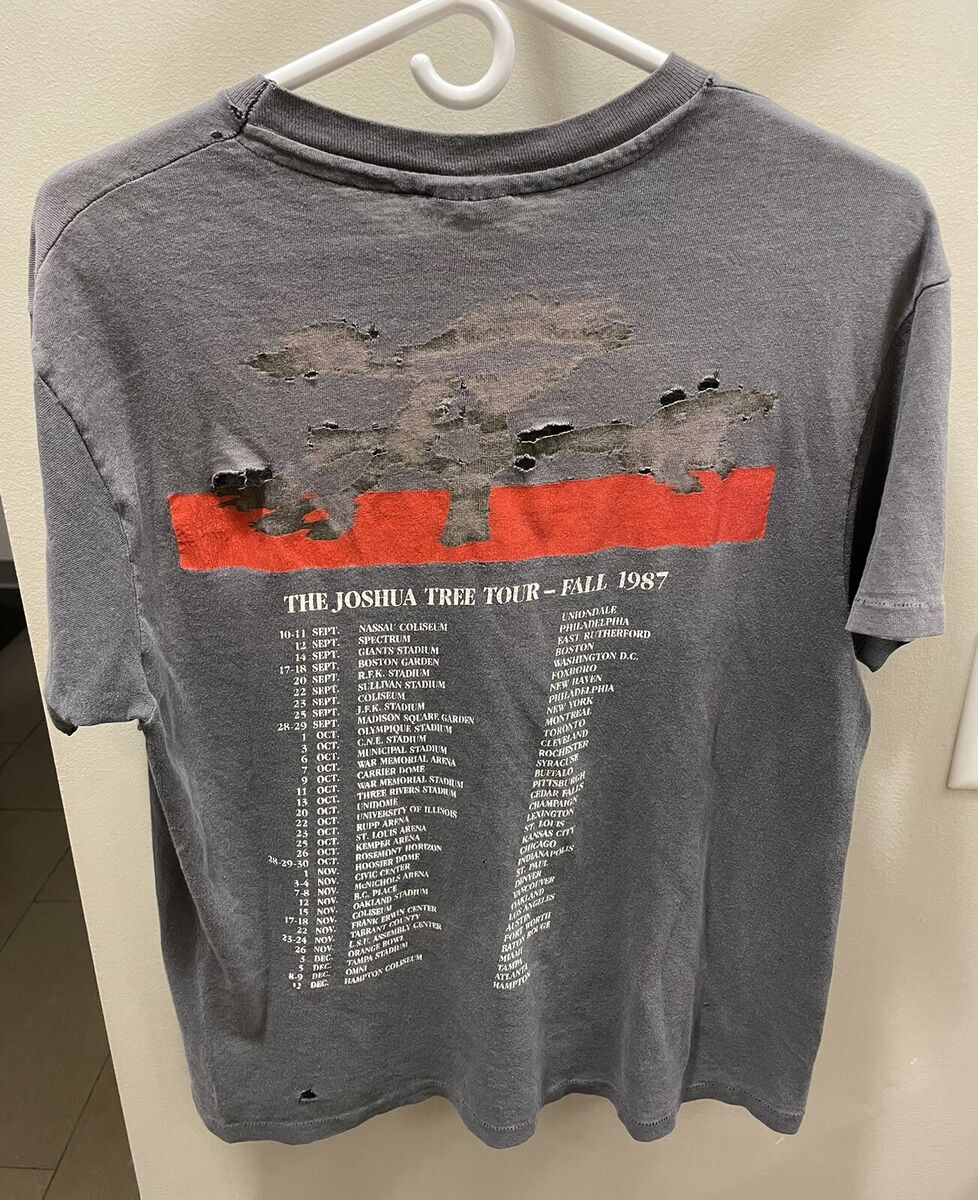 THE JOSHUA TREE TOUR – FALL 1987
10-11 SEPT. NASSAU COLISEUM UNIONDALE
12 SEPT. SPECTRUM PHILADELPHIA
14 SEPT. GIANTS STADIUM EAST RUTHERFORD
17-18 SEPT. BOSTON GARDEN BOSTON
20 SEPT. R.F.K. STADIUM WASHINGTON D.C.
22 SEPT. SULLIVAN STADIUM FOXBORO
23 SEPT. COLISEUM NEW HAVEN
25 SEPT. J.F.K. STADIUM PHILADELPHIA
28-29 SEPT. MADISON SQUARE GARDEN NEW YORK
1 OCT. OLYMPIQUE STADIUM MONTREAL
3 OCT. C.N.E. STADIUM TORONTO
6 OCT. MUNICIPAL STADIUM CLEVELAND
7 OCT. WAR MEMORIAL ARENA ROCHESTER
9 OCT. CARRIER DOME SYRACUSE
11 OCT. WAR MEMORIAL STADIUM BUFFALO
13 OCT. THREE RIVERS STADIUM PITTSBURGH
20 OCT. UNIDOME CEDAR FALLS
22 OCT. UNIVERSITY OF ILLINOIS CHAMPAIGN
23 OCT. RUPP ARENA LEXINGTON
25 OCT. ST. LOUIS ARENA ST. LOUIS
26 OCT. KEMPER ARENA KANSAS CITY
28-29-30 OCT. ROSEMONT HORIZON CHICAGO
1 NOV. HOOSIER DOME INDIANAPOLIS
3-4 NOV. CIVIC CENTER ST. PAUL
7-8 NOV. McNICHOLS ARENA DENVER
12 NOV. B.C. PLACE VANCOUVER
15 NOV. OAKLAND STADIUM OAKLAND
17-18 NOV. COLISEUM LOS ANGELES
22 NOV. FRANK ERWIN CENTER AUSTIN
23-24 NOV. TARRANT COUNTY FORT WORTH
26 NOV. L.S.U. ASSEMBLY CENTER BATON ROUGE
3 DEC. ORANGE BOWL MIAMI
5 DEC. TAMPA STADIUM TAMPA
8-9 DEC. OMNI ATLANTA
12 DEC. HAMPTON COLISEUM HAMPTON